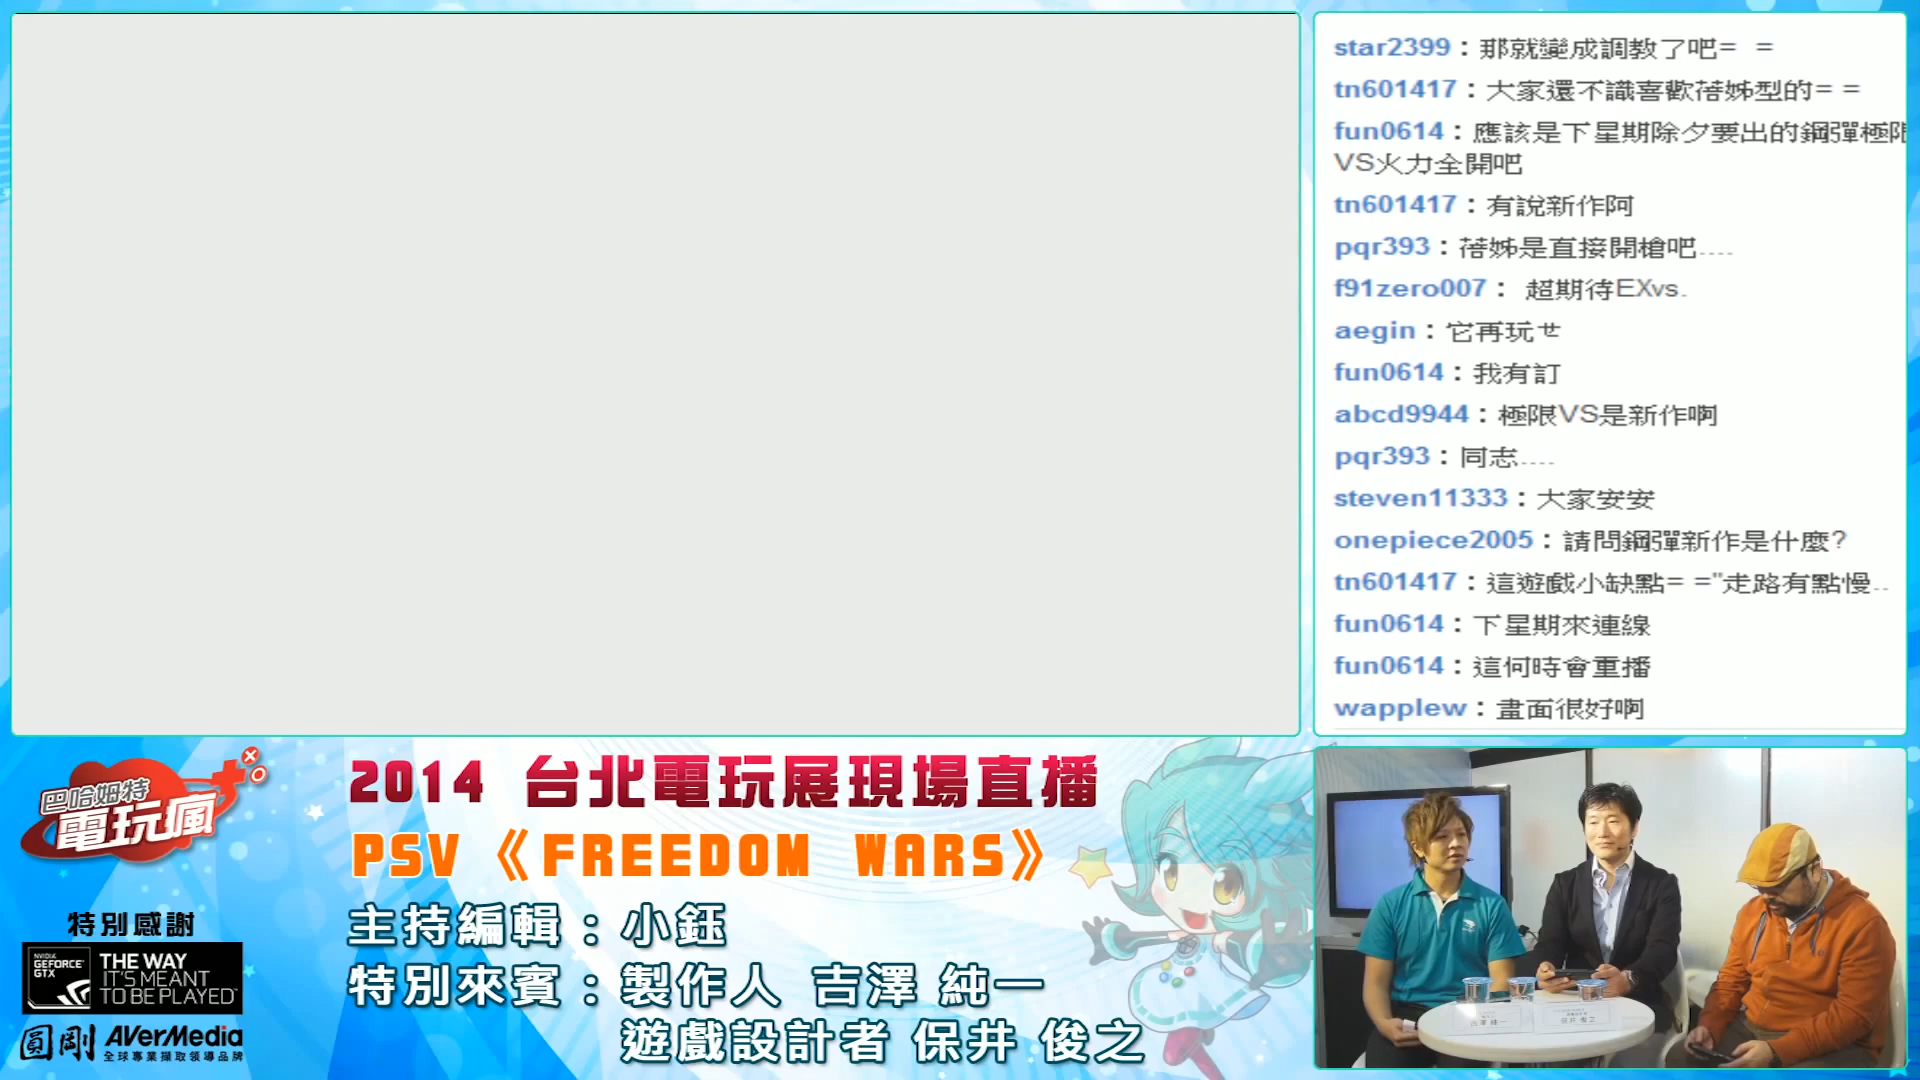 star2399：那就變成調教了吧= =
tn601417：大家還不識喜歡蓓姊型的= =
fun0614：應該是下星期除夕要出的鋼彈極限
VS火力全開吧
tn601417：有說新作阿
pqr393：蓓姊是直接開槍吧....
f91zero007： 超期待EXvs.
aegin：它再玩ㄝ
fun0614：我有訂
abcd9944：極限VS是新作啊
pqr393：同志....
steven11333：大家安安
onepiece2005：請問鋼彈新作是什麼?
tn601417：這遊戲小缺點= ="走路有點慢..
fun0614：下星期來連線
fun0614：這何時會重播
wapplew：畫面很好啊
巴哈姆特
電玩瘋
2014 台北電玩展現場直播
PSV《FREEDOM WARS》
主持編輯：小鈺
特別來賓：製作人 吉澤 純一
遊戲設計者 保井 俊之
特別感謝
NVIDIA
GEFORCE
GTX
THE WAY
IT'S MEANT
TO BE PLAYED
圓剛 AVerMedia
全球專業擷取領導品牌